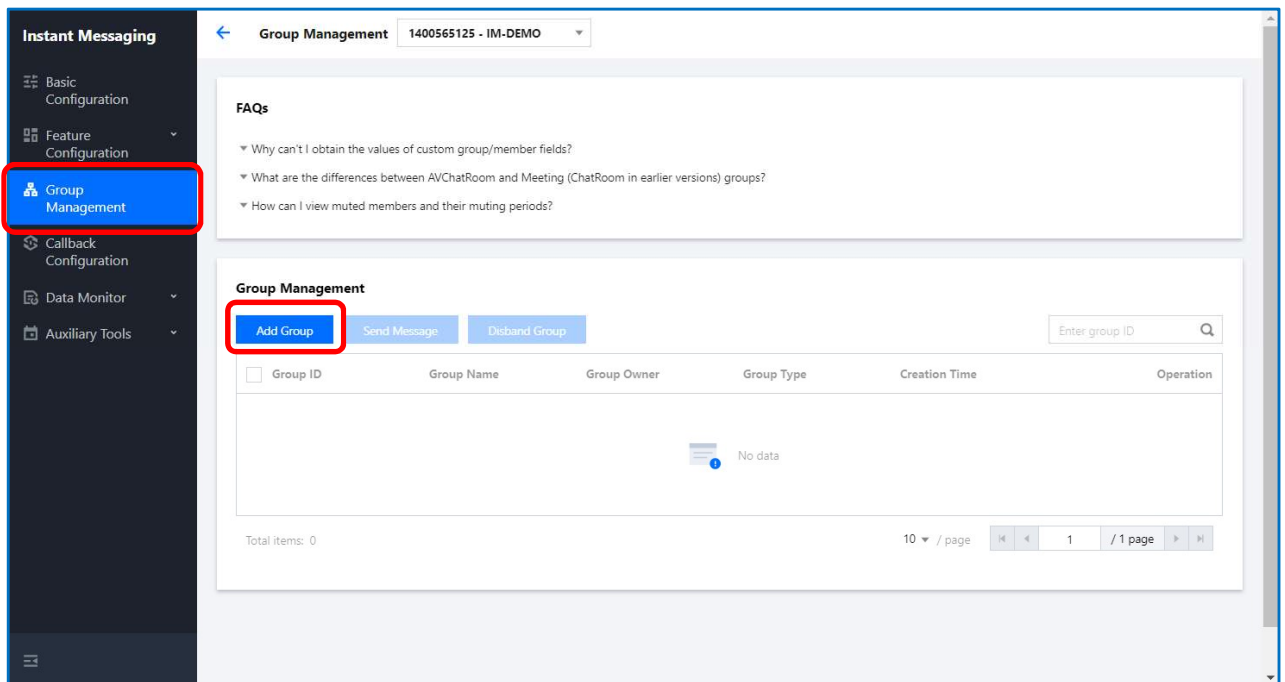 Instant Messaging
Group Management
1400565125 - IM-DEMO
Basic
Configuration
Feature
Configuration
Group
Management
Callback
Configuration
Data Monitor
Auxiliary Tools
FAQs
Why can't I obtain the values of custom group/member fields?
What are the differences between AVChatRoom and Meeting (ChatRoom in earlier versions) groups?
How can I view muted members and their muting periods?
Group Management
Add Group Send Message Disband Group Enter group ID
Group ID Group Name Group Owner Group Type Creation Time Operation
No data
Total items: 0 10 / page 1 / 1 page